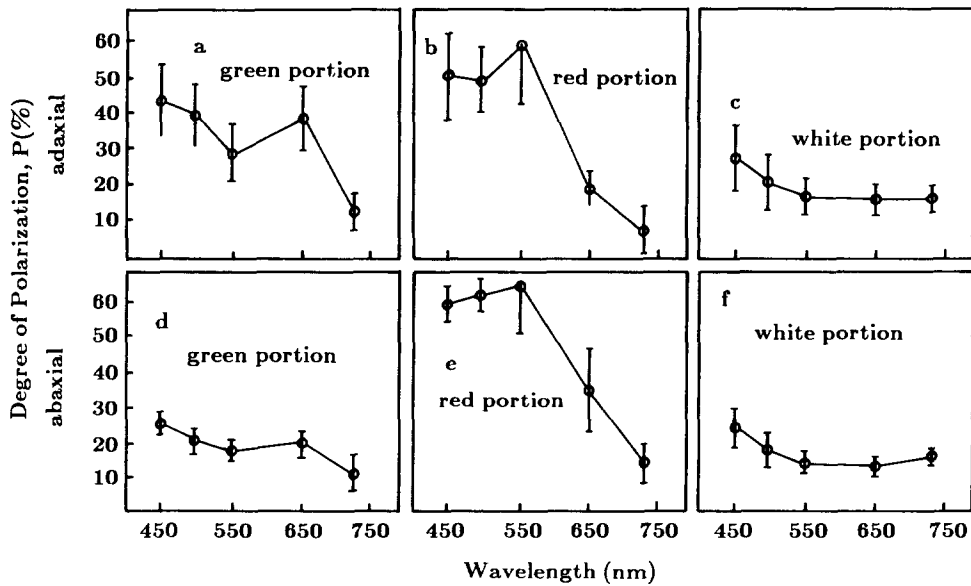 Degree of Polarization, P(%)
adaxial
abaxial
60
50
40
30
20
10
a
green portion
b
red portion
c
white portion
60
50
40
30
20
10
d
green portion
e
red portion
f
white portion
450 550 650 750
450 550 650 750
450 550 650 750
Wavelength (nm)